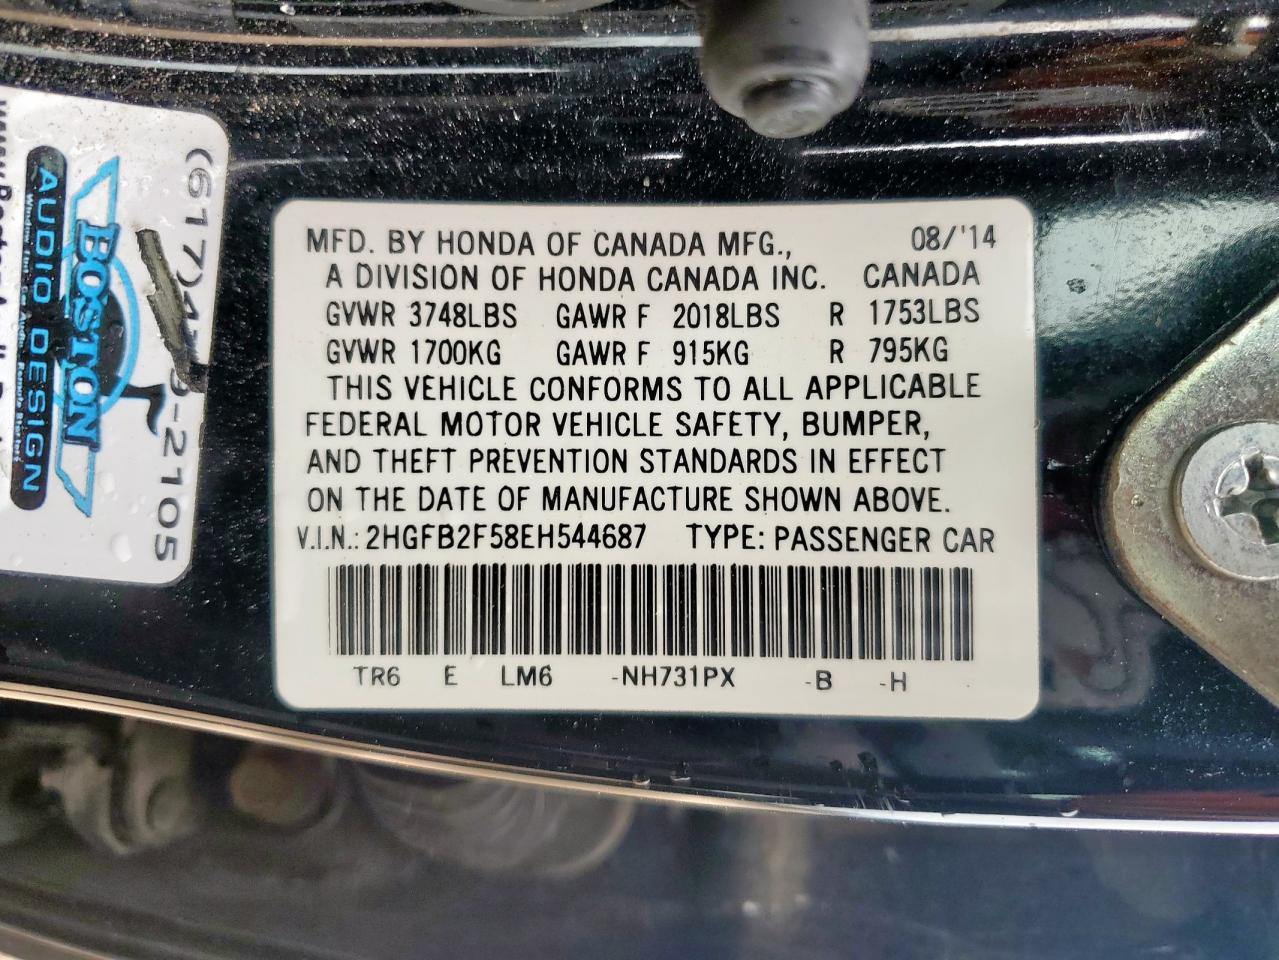 MFD. BY HONDA OF CANADA MFG., 08/'14
A DIVISION OF HONDA CANADA INC. CANADA
GVWR 3748LBS GAWR F 2018LBS R 1753LBS
GVWR 1700KG GAWR F 915KG R 795KG
THIS VEHICLE CONFORMS TO ALL APPLICABLE
FEDERAL MOTOR VEHICLE SAFETY, BUMPER,
AND THEFT PREVENTION STANDARDS IN EFFECT
ON THE DATE OF MANUFACTURE SHOWN ABOVE.
V.I.N.: 2HGFB2F58EH544687 TYPE: PASSENGER CAR
TR6 E LM6 -NH731PX -B -H
BOSTON
AUDIO DESIGN